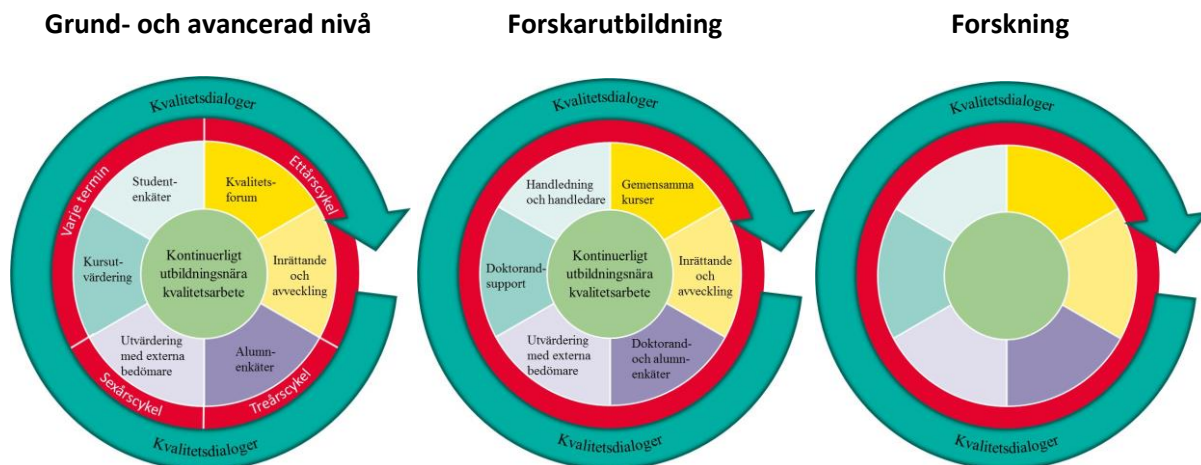 Grund- och avancerad nivå
Kvalitetsdialoger
Varje termin
Ettårscykel
Student-
enkäter
Kvalitets-
forum
Kursut-
värdering
Kontinuerligt
utbildningsnära
kvalitetsarbete
Inrättande
och
avveckling
Utvärdering
med externa
bedömare
Alumn-
enkäter
Sexårscykel
Treårscykel
Kvalitetsdialoger
Forskarutbildning
Kvalitetsdialoger
Handledning
och handledare
Gemensamma
kurser
Doktorand-
support
Kontinuerligt
utbildningsnära
kvalitetsarbete
Inrättande
och
avveckling
Utvärdering
med externa
bedömare
Doktorand-
och alumn-
enkäter
Kvalitetsdialoger
Forskning
Kvalitetsdialoger
Kvalitetsdialoger